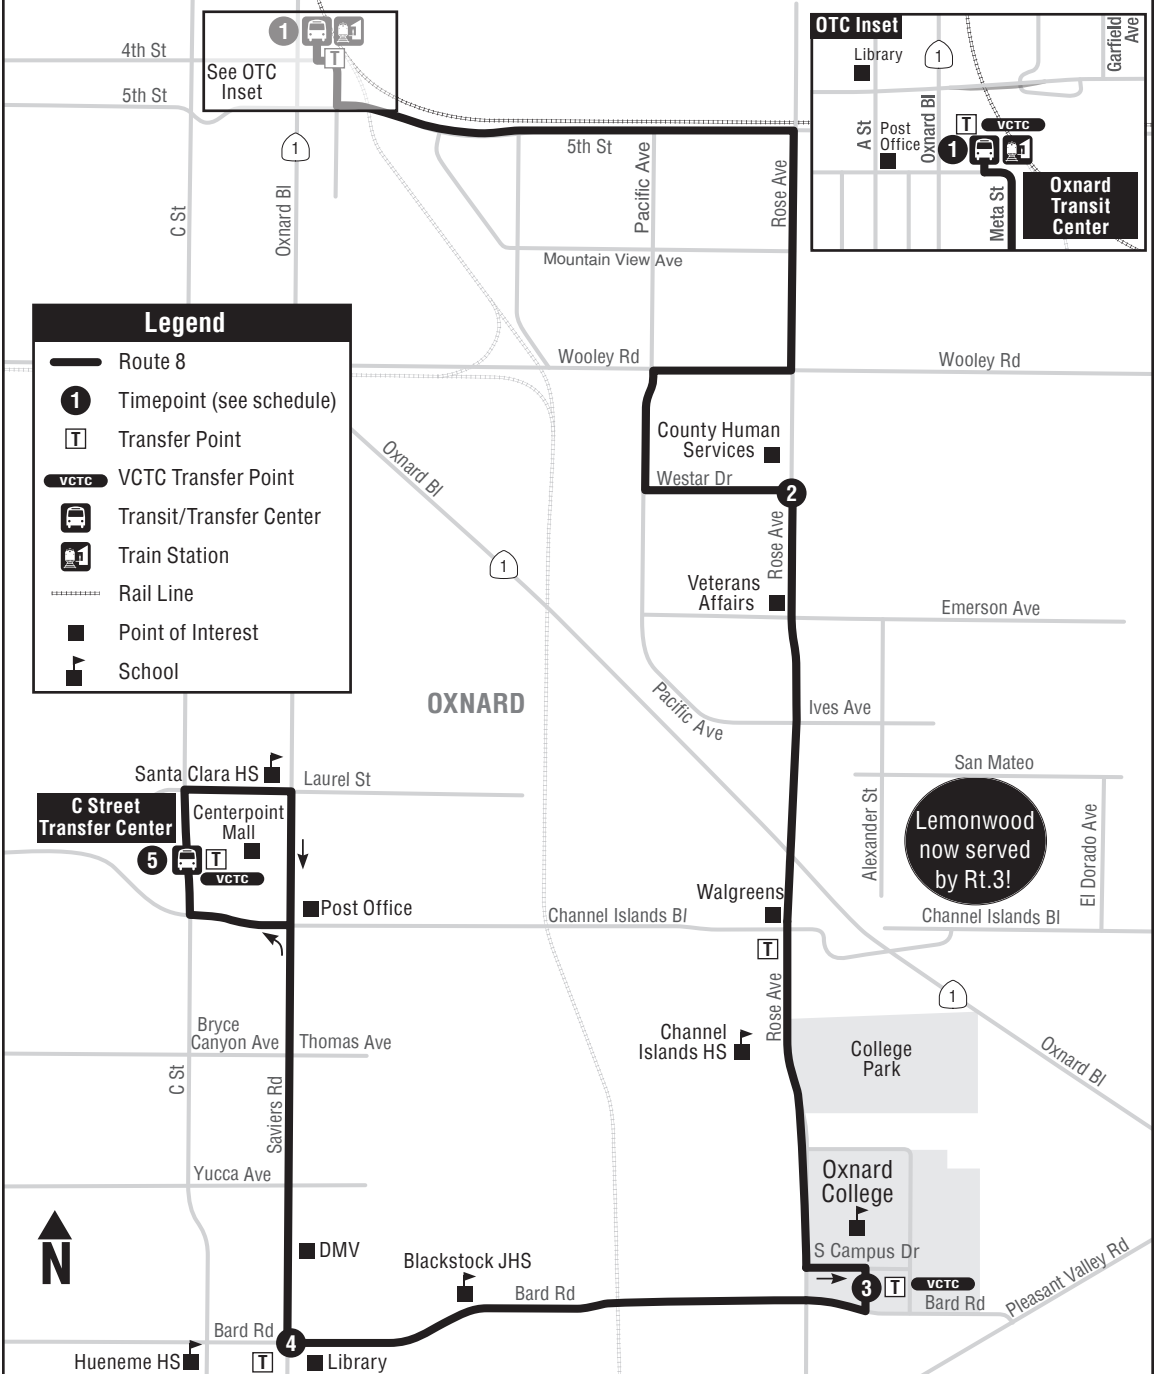 1
T
4th St
See OTC
Inset
5th St
1
C St
Oxnard Bl
5th St
Pacific Ave
Rose Ave
Mountain View Ave
OTC Inset
Library
1
Garfield
Ave
A St
Post
Office
Oxnard Bl
T
VCTC
1
Meta St
Oxnard
Transit
Center
Legend
Route 8
1
Timepoint (see schedule)
T
Transfer Point
VCTC
VCTC Transfer Point
Transit/Transfer Center
Train Station
Rail Line
Point of Interest
School
Wooley Rd
Wooley Rd
County Human
Services
Oxnard Bl
Westar Dr
2
Rose Ave
1
Veterans
Affairs
Emerson Ave
OXNARD
Pacific Ave
Ives Ave
San Mateo
Santa Clara HS
Laurel St
C Street
Transfer Center
Centerpoint
Mall
5
T
VCTC
Alexander St
Lemonwood
now served
by Rt.3!
El Dorado Ave
Walgreens
Post Office
Channel Islands Bl
Channel Islands Bl
T
Rose Ave
1
Bryce
Canyon Ave
Thomas Ave
Channel
Islands HS
College
Park
Oxnard Bl
C St
Saviers Rd
Yucca Ave
Oxnard
College
N
DMV
Blackstock JHS
S Campus Dr
3
T
VCTC
Bard Rd
Bard Rd
Pleasant Valley Rd
Bard Rd
4
Hueneme HS
T
Library